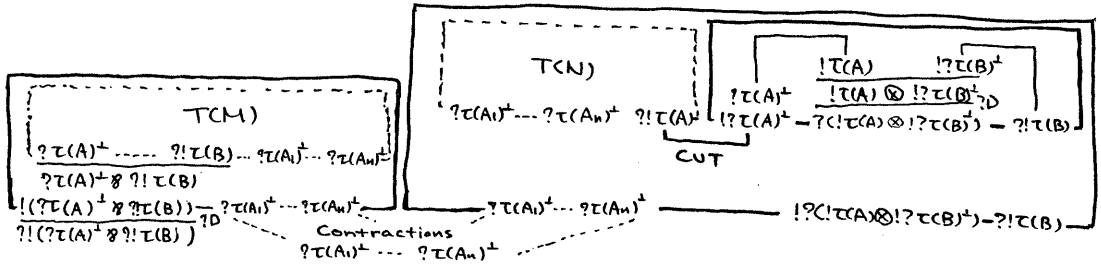 T(M)
?τ(A)⊥ ..... ?!τ(B) ... ?τ(A₁)⊥ ... ?τ(Aₙ)⊥
?τ(A)⊥ ⅋ ?!τ(B)
!(?τ(A)⊥ ⅋ ?!τ(B)) – ?τ(A₁)⊥ ... ?τ(Aₙ)⊥
?D
?!(?τ(A)⊥ ⅋ ?!τ(B))
T(N)
?τ(A₁)⊥ ... ?τ(Aₙ)⊥ ?!τ(A)
!τ(A) !?τ(B)⊥
?τ(A)⊥ !τ(A) ⊗ !?τ(B)⊥
?D
!?τ(A)⊥ – ?(!τ(A) ⊗ !?τ(B)⊥) – ?!τ(B)
CUT
?τ(A₁)⊥ ... ?τ(Aₙ)⊥ !?(!τ(A)⊗!?τ(B)⊥) – ?!τ(B)
Contractions
?τ(A₁)⊥ ... ?τ(Aₙ)⊥